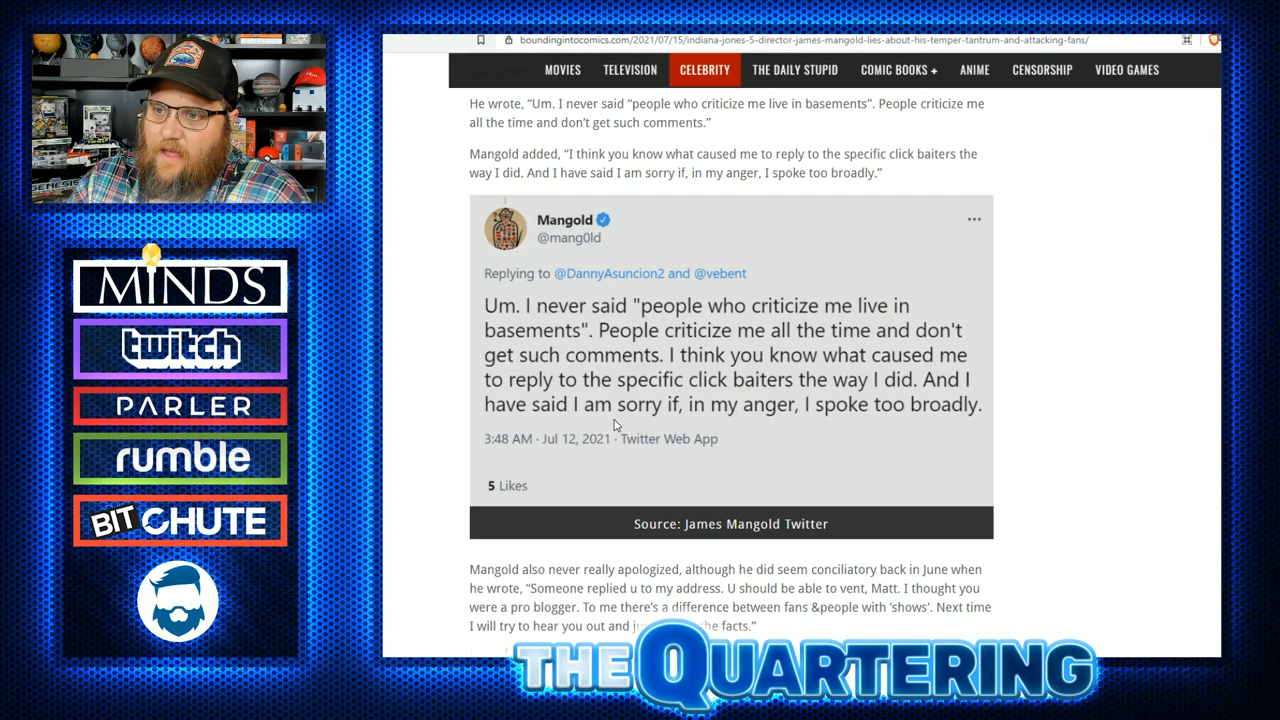 boundingintocomics.com/2021/07/15/indiana-jones-5-director-james-mangold-lies-about-his-temper-tantrum-and-attacking-fans/
MOVIES TELEVISION CELEBRITY THE DAILY STUPID COMIC BOOKS + ANIME CENSORSHIP VIDEO GAMES
He wrote, “Um. I never said “people who criticize me live in basements”. People criticize me
all the time and don’t get such comments.”
Mangold added, “I think you know what caused me to reply to the specific click baiters the
way I did. And I have said I am sorry if, in my anger, I spoke too broadly.”
Mangold
@mang0ld
Replying to @DannyAsuncion2 and @vebent
Um. I never said "people who criticize me live in
basements". People criticize me all the time and don't
get such comments. I think you know what caused me
to reply to the specific click baiters the way I did. And I
have said I am sorry if, in my anger, I spoke too broadly.
3:48 AM · Jul 12, 2021 · Twitter Web App
5 Likes
Source: James Mangold Twitter
Mangold also never really apologized, although he did seem conciliatory back in June when
he wrote, “Someone replied u to my address. U should be able to vent, Matt. I thought you
were a pro blogger. To me there’s a difference between fans &people with ‘shows’. Next time
I will try to hear you out and the facts.”
MINDS
twitch
PARLER
rumble
BITCHUTE
THE QUARTERING
GENESIS